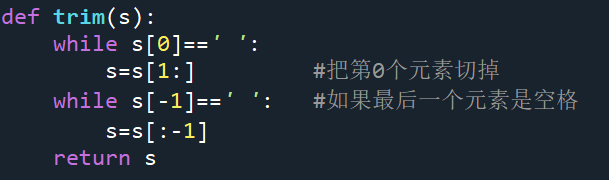 def trim(s):
    while s[0]==' ':
        s=s[1:]         #把第0个元素切掉
    while s[-1]==' ':   #如果最后一个元素是空格
        s=s[:-1]
    return s